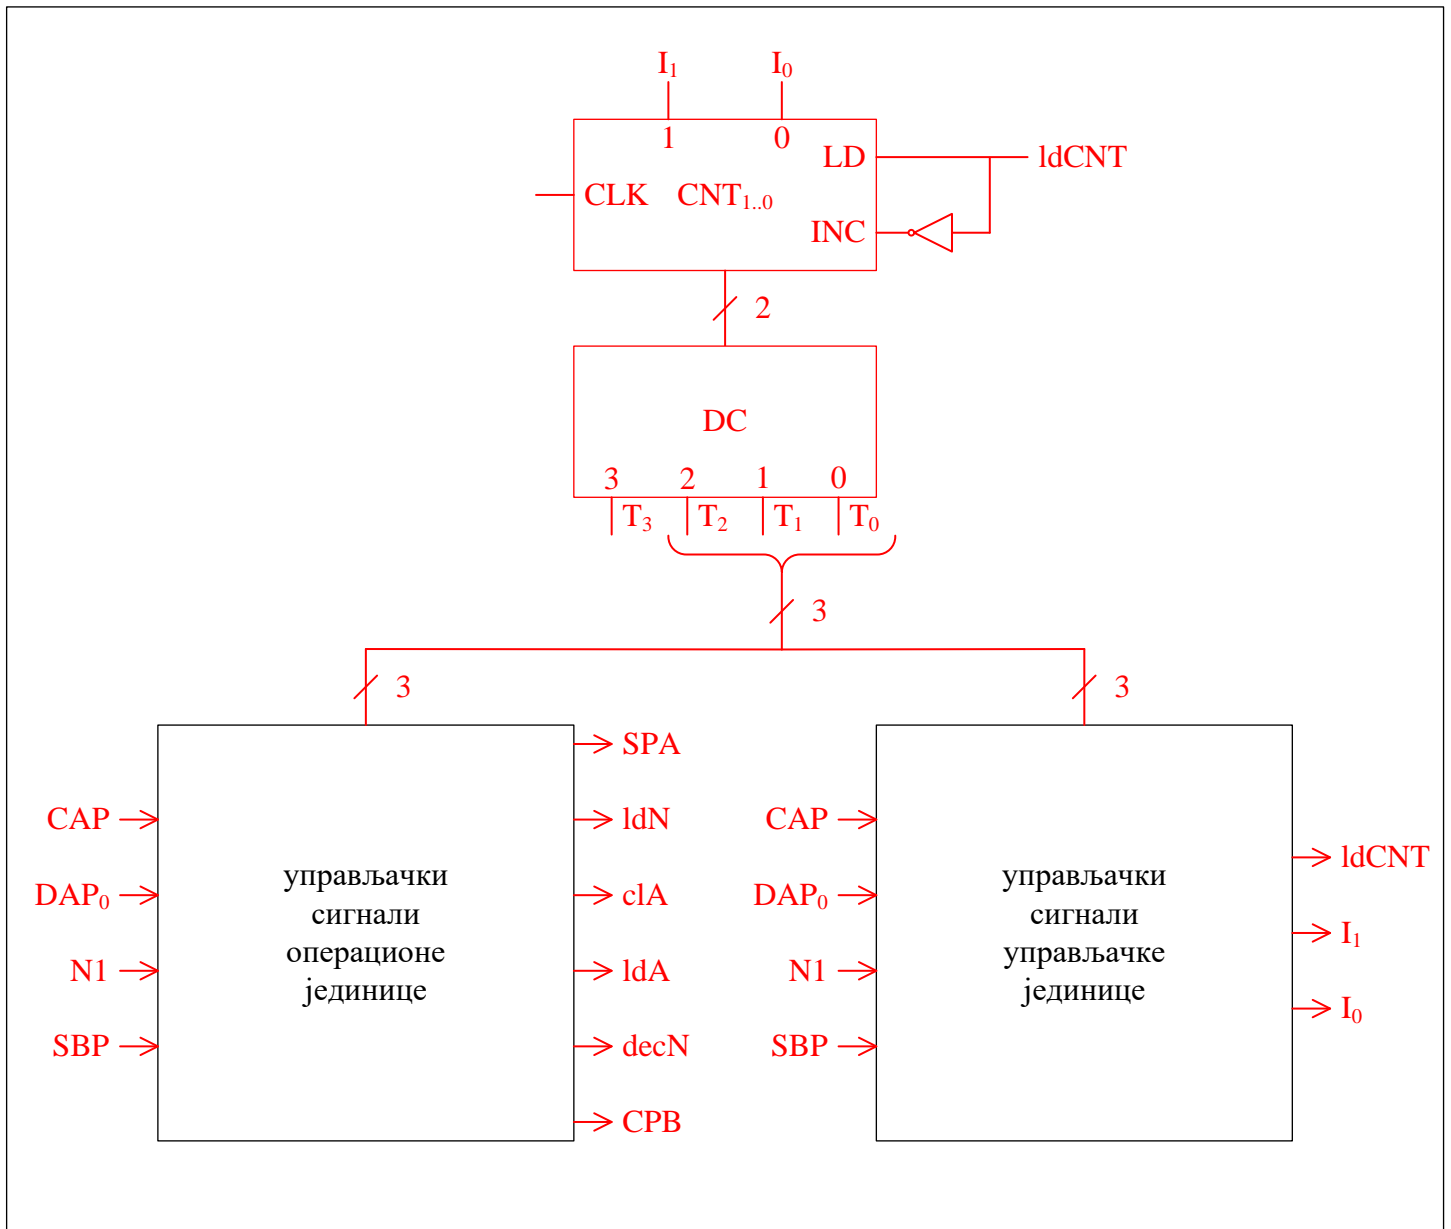 I₁ I₀
1 0
LD ldCNT
CLK CNT₁..₀
INC
2
DC
3 2 1 0
T₃ T₂ T₁ T₀
3
3 3
SPA
CAP ldN CAP
ldCNT
DAP₀ clA DAP₀
управљачки
сигнали
операционе
јединице
управљачки
сигнали
управљачке
јединице
I₁
N1 ldA N1
I₀
SBP decN SBP
CPB